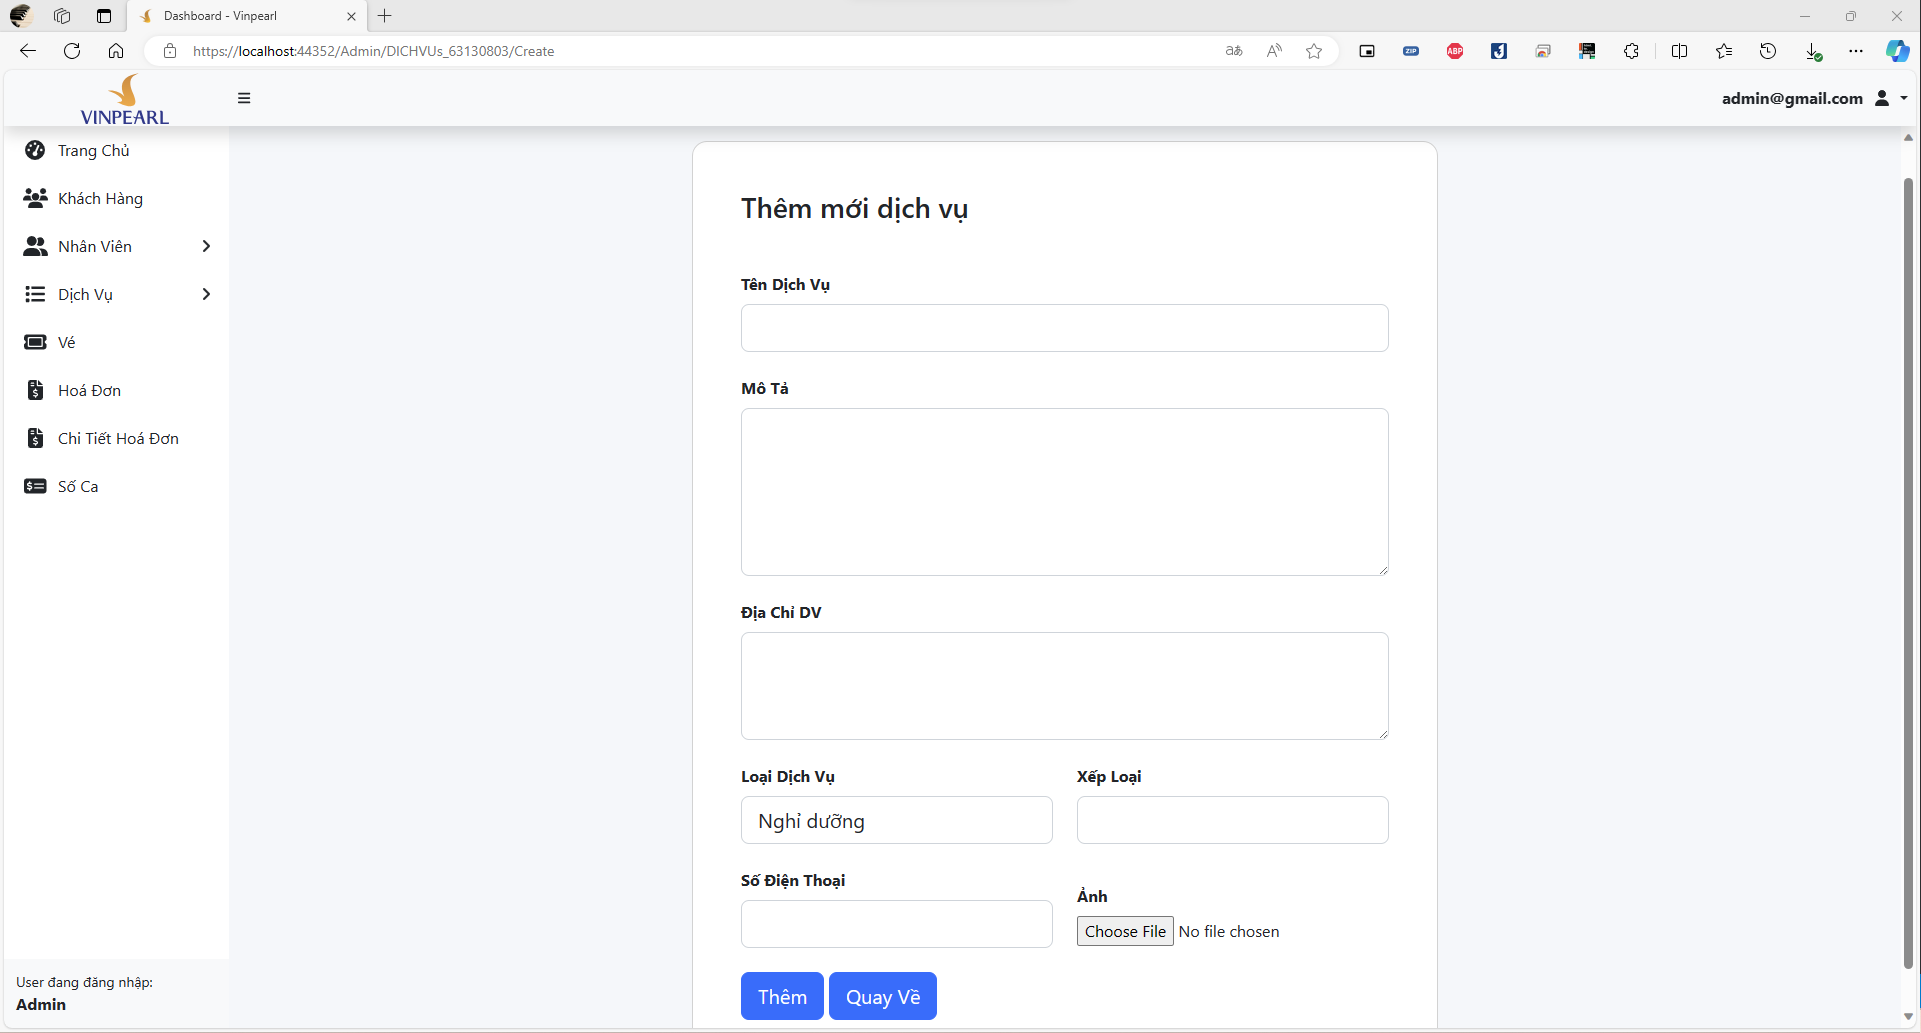 Dashboard - Vinpearl
https://localhost:44352/Admin/DICHVUs_63130803/Create
ZIP
ABP
VINPEARL
admin@gmail.com
Trang Chủ
Khách Hàng
Nhân Viên
Dịch Vụ
Vé
Hoá Đơn
Chi Tiết Hoá Đơn
Số Ca
User đang đăng nhập:
Admin
Thêm mới dịch vụ
Tên Dịch Vụ
Mô Tả
Địa Chỉ DV
Loại Dịch Vụ
Xếp Loại
Nghỉ dưỡng
Số Điện Thoại
Ảnh
Choose File No file chosen
Thêm
Quay Về